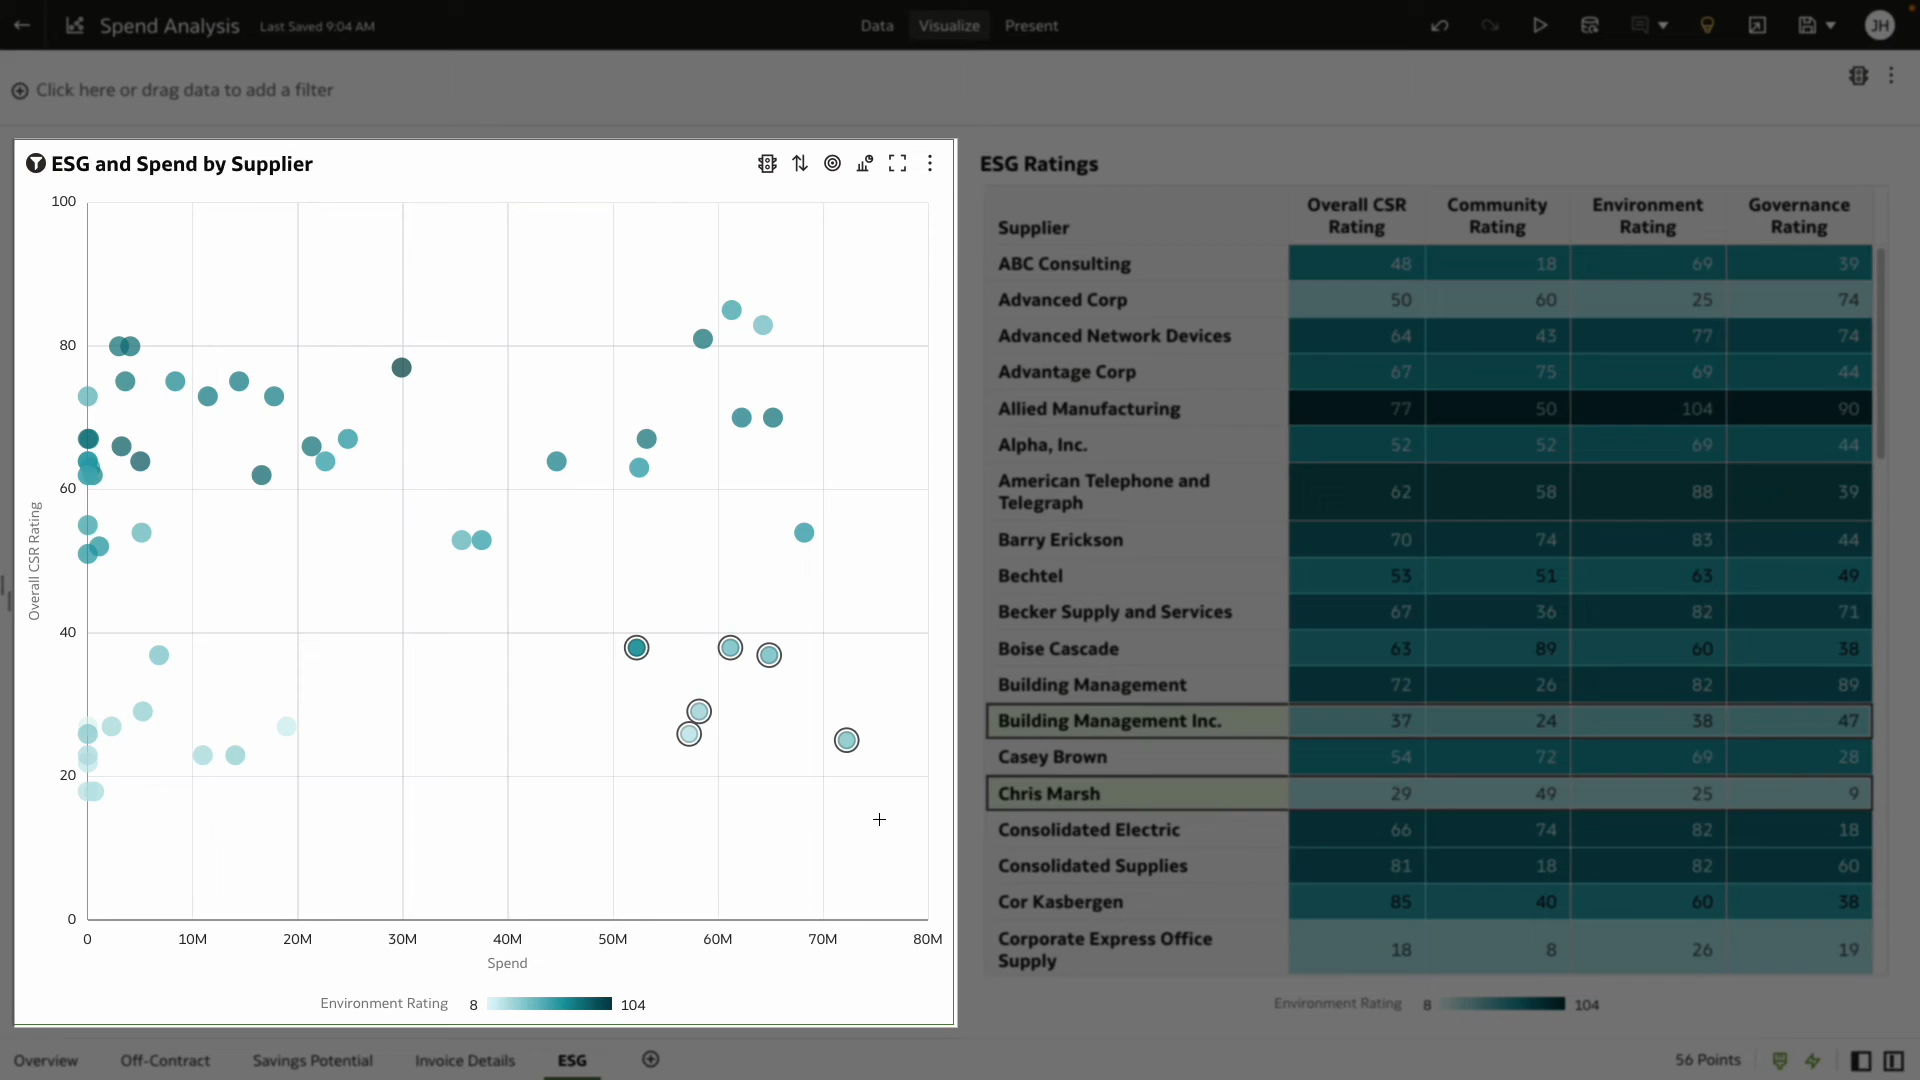 Spend Analysis
Last Saved 9:04 AM
Data
Visualize
Present
JH
Click here or drag data to add a filter
ESG and Spend by Supplier
100
80
60
40
20
0
Overall CSR Rating
0
10M
20M
30M
40M
50M
60M
70M
80M
Spend
Environment Rating
8
104
ESG Ratings
Supplier
Overall CSR
Rating
Community
Rating
Environment
Rating
Governance
Rating
ABC Consulting 48 18 69 39
Advanced Corp 50 60 25 74
Advanced Network Devices 64 43 77 74
Advantage Corp 67 75 69 44
Allied Manufacturing 77 50 104 90
Alpha, Inc. 52 52 69 44
American Telephone and
Telegraph 62 58 88 39
Barry Erickson 70 74 83 44
Bechtel 53 51 63 49
Becker Supply and Services 67 36 82 71
Boise Cascade 63 89 60 38
Building Management 72 26 82 89
Building Management Inc. 37 24 38 47
Casey Brown 54 72 69 28
Chris Marsh 29 49 25 9
Consolidated Electric 66 74 82 18
Consolidated Supplies 81 18 82 60
Cor Kasbergen 85 40 60 38
Corporate Express Office
Supply 18 8 26 19
Environment Rating
8
104
Overview
Off-Contract
Savings Potential
Invoice Details
ESG
56 Points